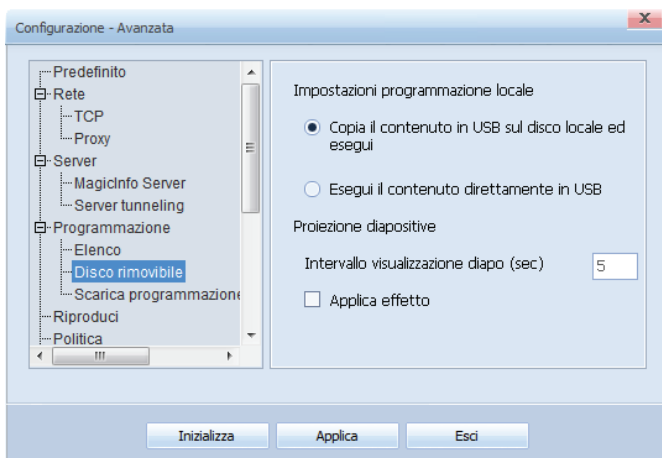 Configurazione - Avanzata
x
Predefinito
Rete
TCP
Proxy
Server
MagicInfo Server
Server tunneling
Programmazione
Elenco
Disco rimovibile
Scarica programmazione
Riproduci
Politica
Impostazioni programmazione locale
Copia il contenuto in USB sul disco locale ed
esegui
Esegui il contenuto direttamente in USB
Proiezione diapositive
Intervallo visualizzazione diapo (sec) 5
Applica effetto
Inizializza Applica Esci